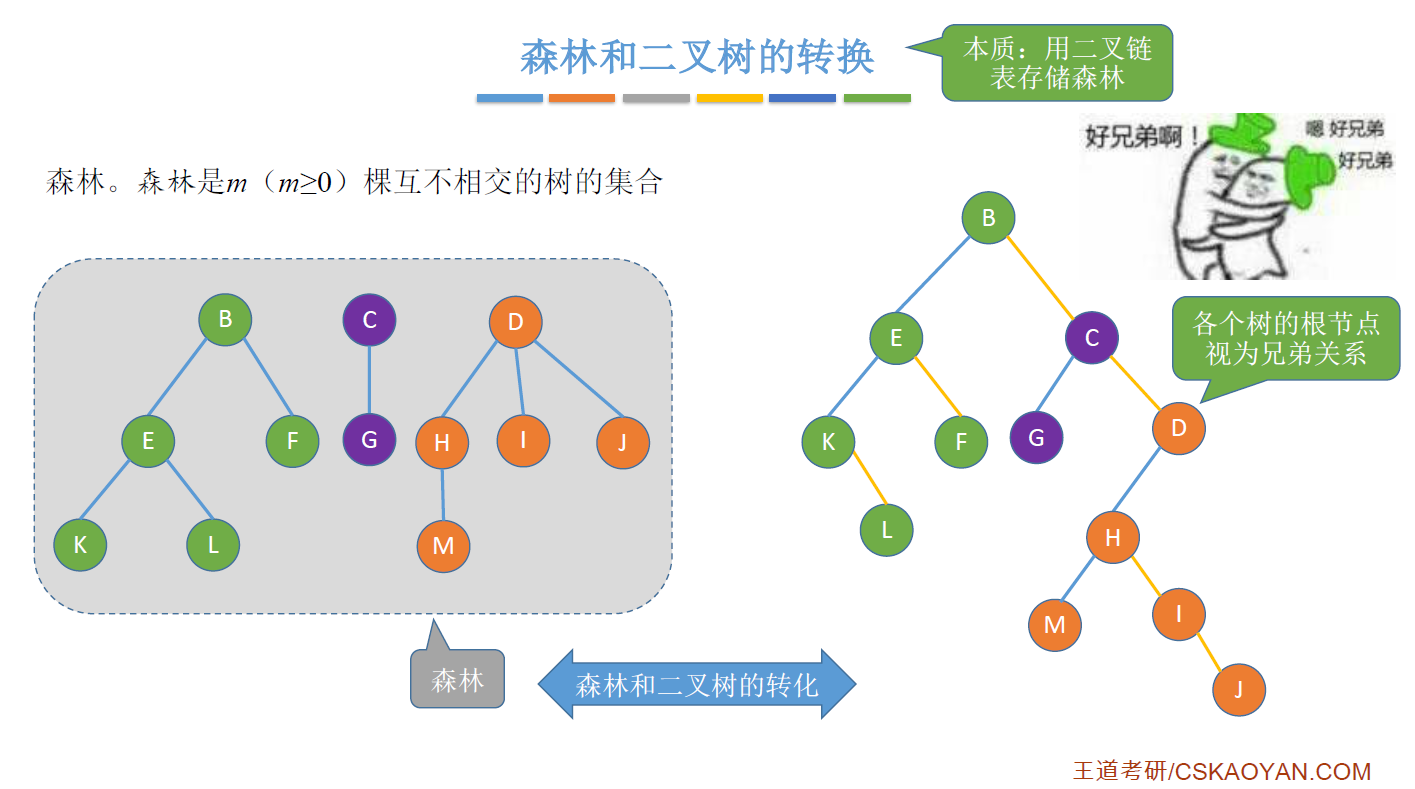 森林和二叉树的转换
本质：用二叉链
表存储森林
好兄弟啊！
嗯 好兄弟
好兄弟
森林。森林是m（m≥0）棵互不相交的树的集合
B
C
D
E
F
G
H
I
J
K
L
M
森林
B
E
C
各个树的根节点
视为兄弟关系
K
F
G
D
L
H
M
I
J
森林和二叉树的转化
王道考研/CSKAOYAN.COM